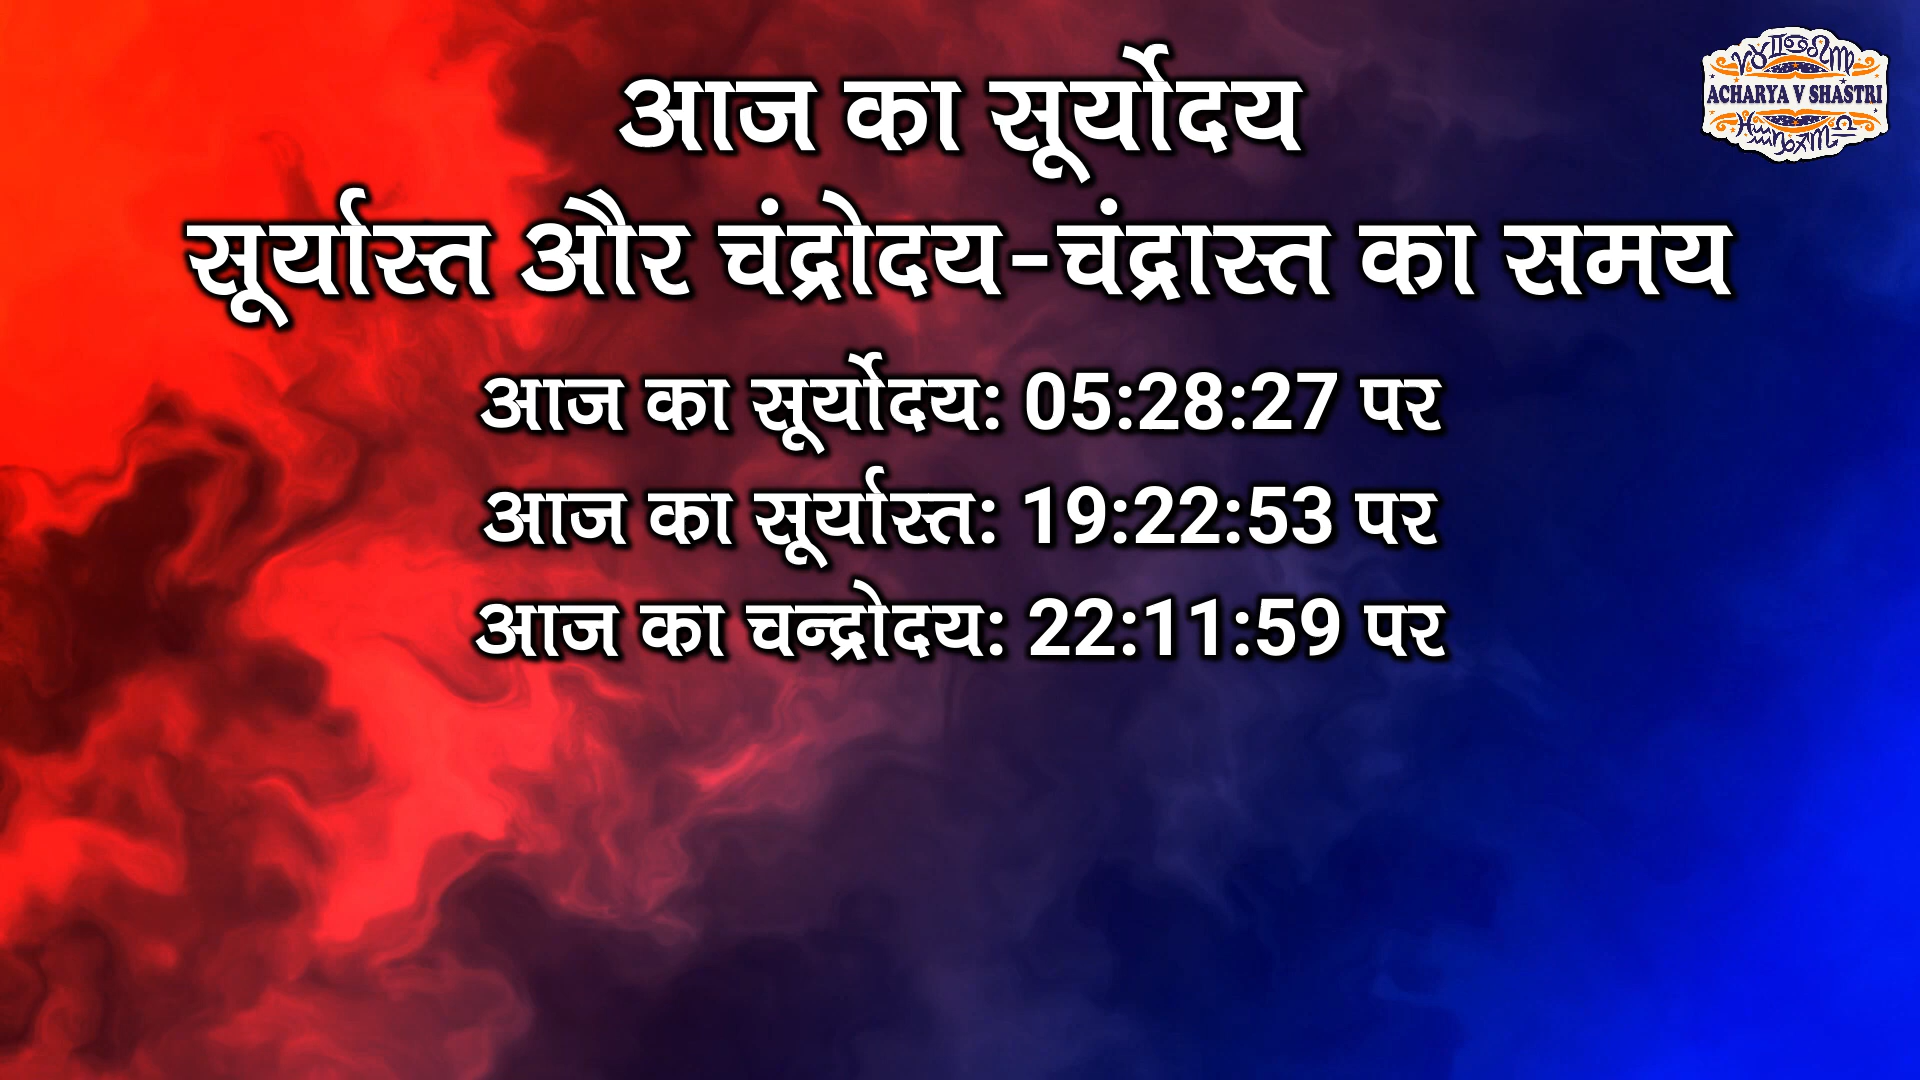 आज का सूर्योदय
ACHARYA V SHASTRI
सूर्यास्त और चंद्रोदय-चंद्रास्त का समय
आज का सूर्योदय: 05:28:27 पर
आज का सूर्यास्त: 19:22:53 पर
आज का चन्द्रोदय: 22:11:59 पर